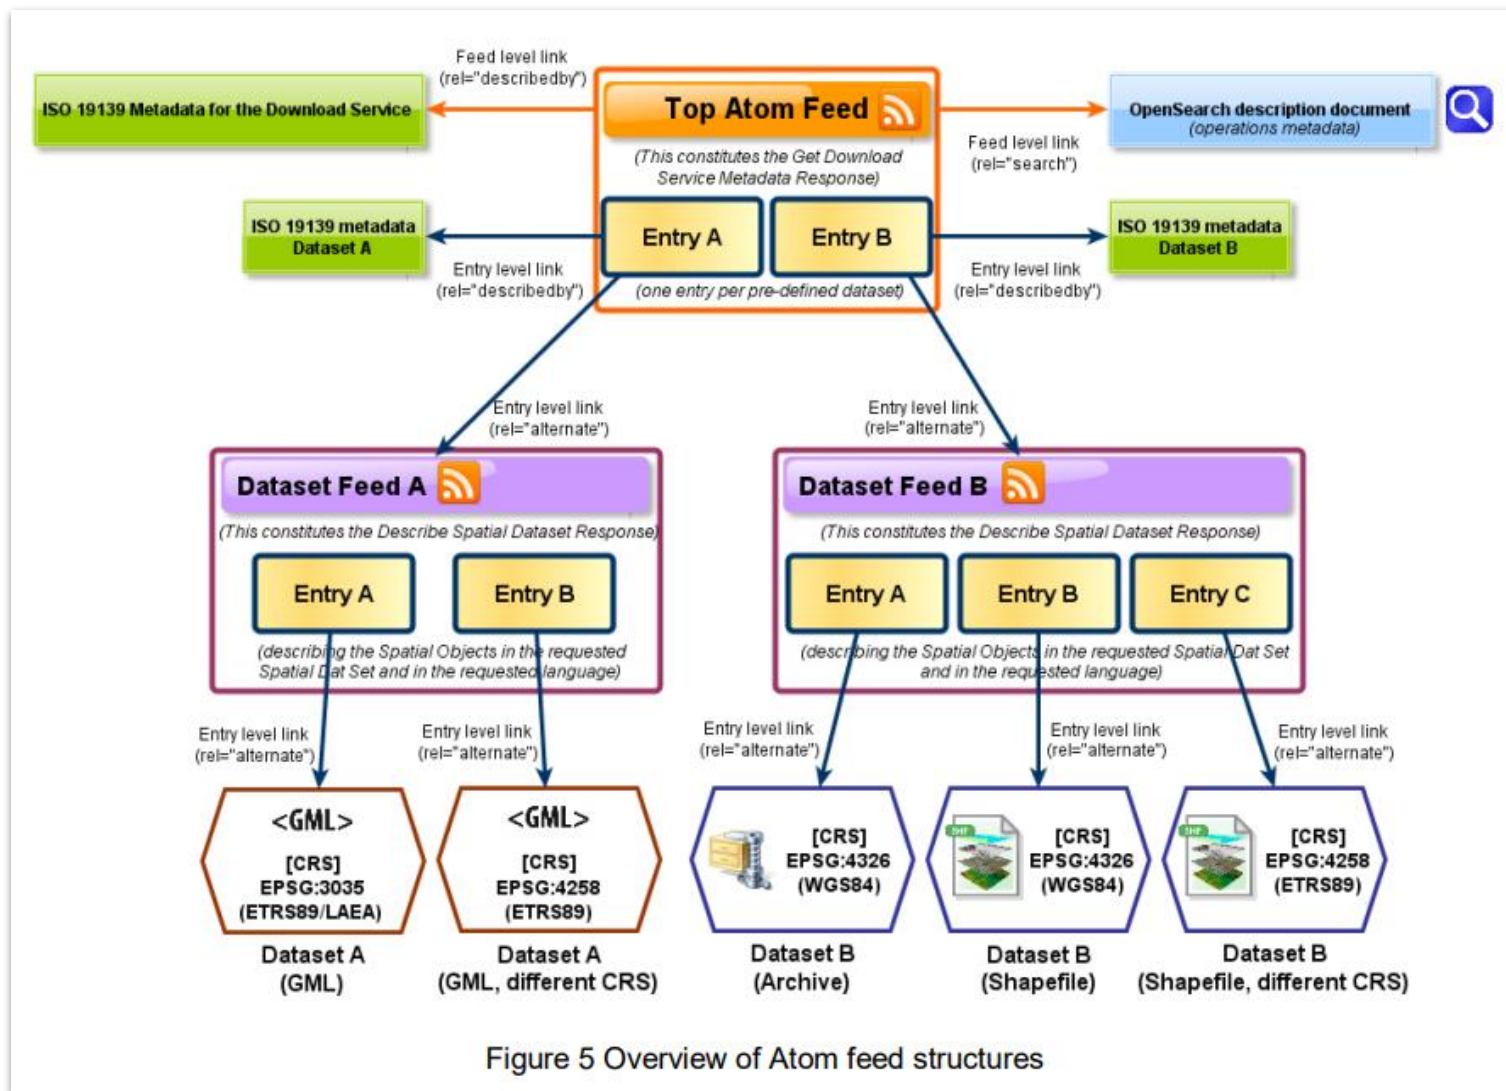 Feed level link
(rel="describedby")
ISO 19139 Metadata for the Download Service
Top Atom Feed
OpenSearch description document
(operations metadata)
Feed level link
(rel="search")
(This constitutes the Get Download
Service Metadata Response)
ISO 19139 metadata
Dataset A
Entry A
Entry B
ISO 19139 metadata
Dataset B
Entry level link
(rel="describedby")
(one entry per pre-defined dataset)
Entry level link
(rel="describedby")
Entry level link
(rel="alternate")
Entry level link
(rel="alternate")
Dataset Feed A
(This constitutes the Describe Spatial Dataset Response)
Entry A
Entry B
(describing the Spatial Objects in the requested
Spatial Dat Set and in the requested language)
Dataset Feed B
(This constitutes the Describe Spatial Dataset Response)
Entry A
Entry B
Entry C
(describing the Spatial Objects in the requested Spatial Dat Set
and in the requested language)
Entry level link
(rel="alternate")
Entry level link
(rel="alternate")
Entry level link
(rel="alternate")
Entry level link
(rel="alternate")
Entry level link
(rel="alternate")
<GML>
[CRS]
EPSG:3035
(ETRS89/LAEA)
Dataset A
(GML)
<GML>
[CRS]
EPSG:4258
(ETRS89)
Dataset A
(GML, different CRS)
[CRS]
EPSG:4326
(WGS84)
Dataset B
(Archive)
SHP
[CRS]
EPSG:4326
(WGS84)
Dataset B
(Shapefile)
SHP
[CRS]
EPSG:4258
(ETRS89)
Dataset B
(Shapefile, different CRS)
Figure 5 Overview of Atom feed structures